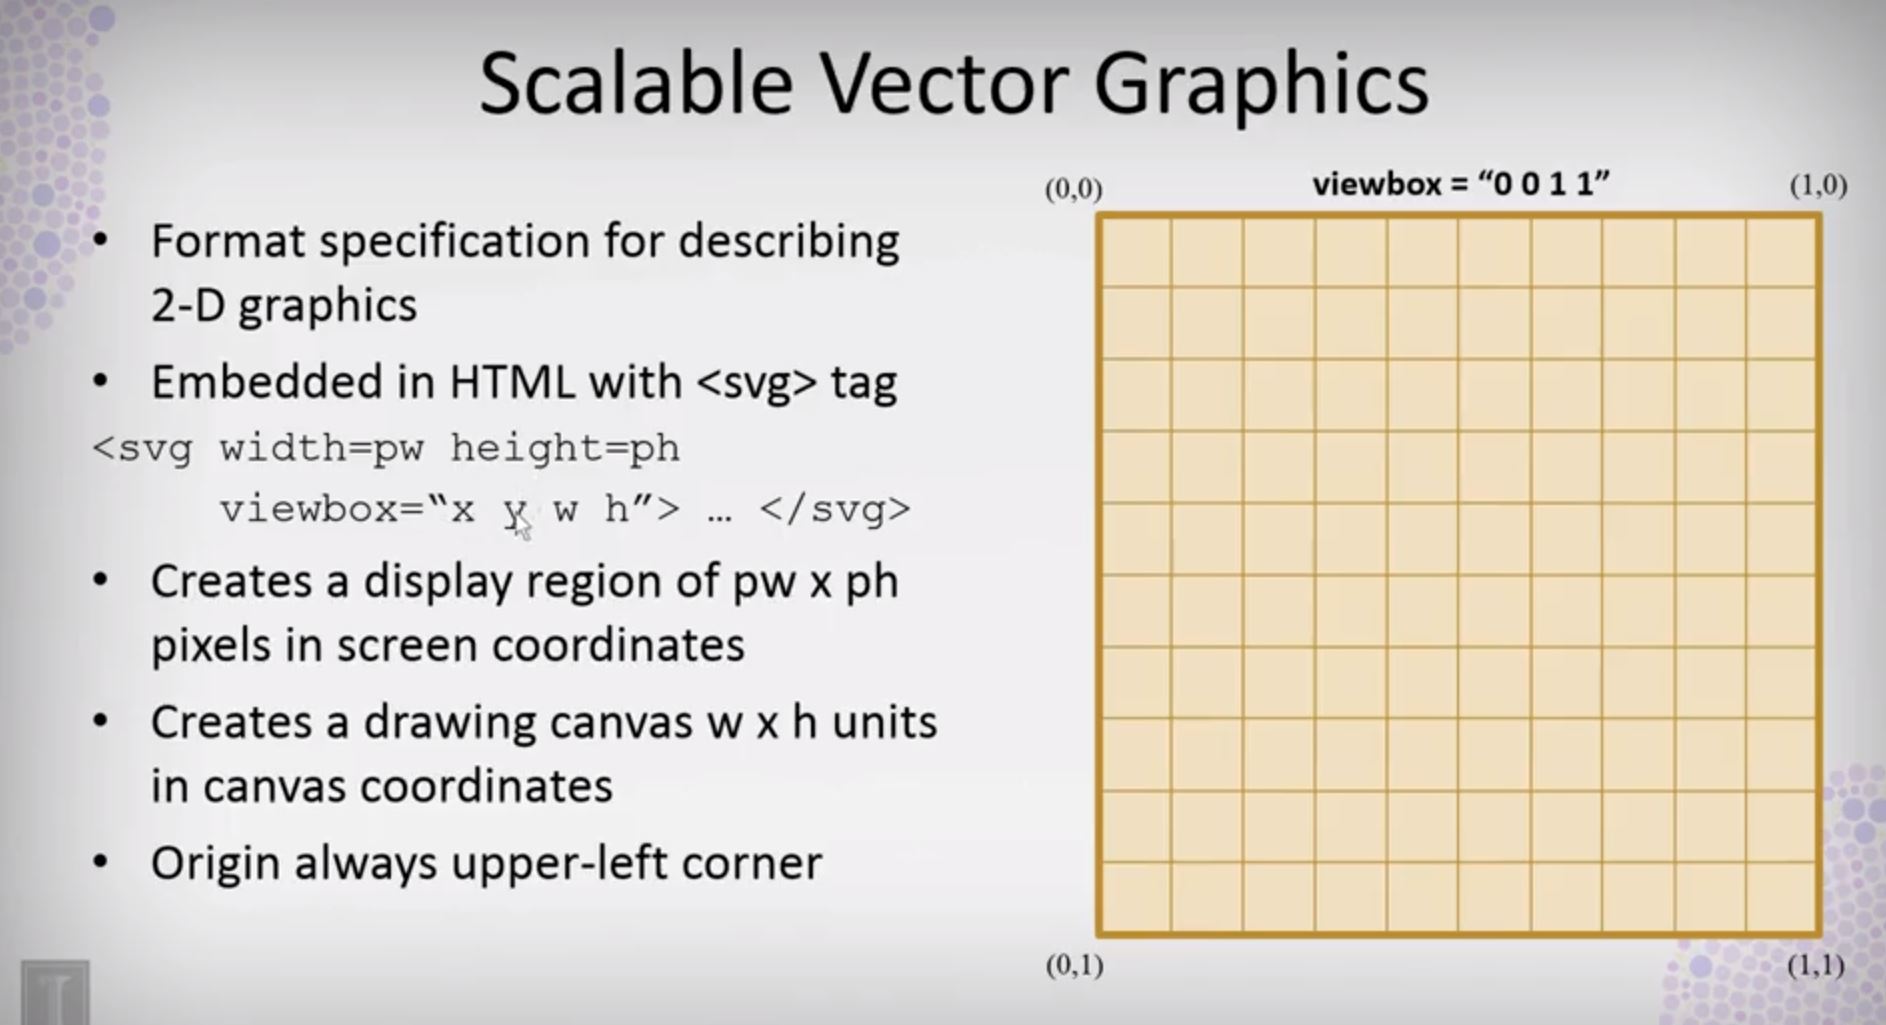 Scalable Vector Graphics
• Format specification for describing
2-D graphics
• Embedded in HTML with <svg> tag
<svg width=pw height=ph
viewbox=“x y w h”> … </svg>
• Creates a display region of pw x ph
pixels in screen coordinates
• Creates a drawing canvas w x h units
in canvas coordinates
• Origin always upper-left corner
(0,0)
viewbox = “0 0 1 1”
(1,0)
(0,1)
(1,1)
I